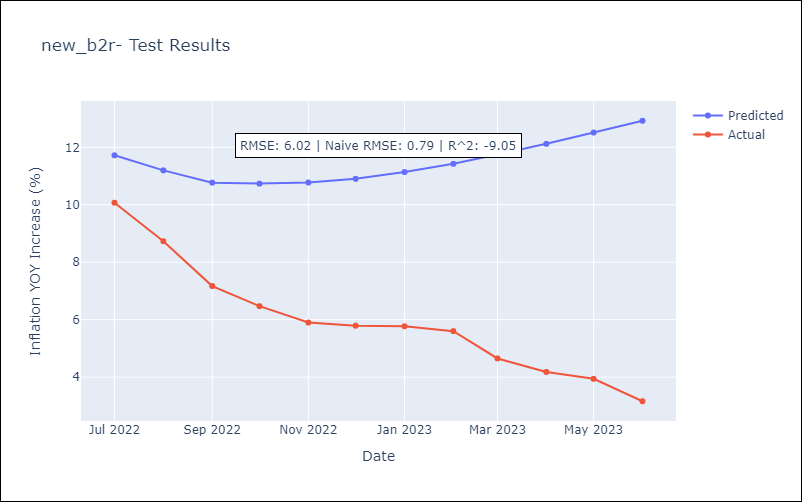 new_b2r- Test Results
Predicted
Actual
RMSE: 6.02 | Naive RMSE: 0.79 | R^2: -9.05
Inflation YOY Increase (%)
12
10
8
6
4
Jul 2022
Sep 2022
Nov 2022
Jan 2023
Mar 2023
May 2023
Date